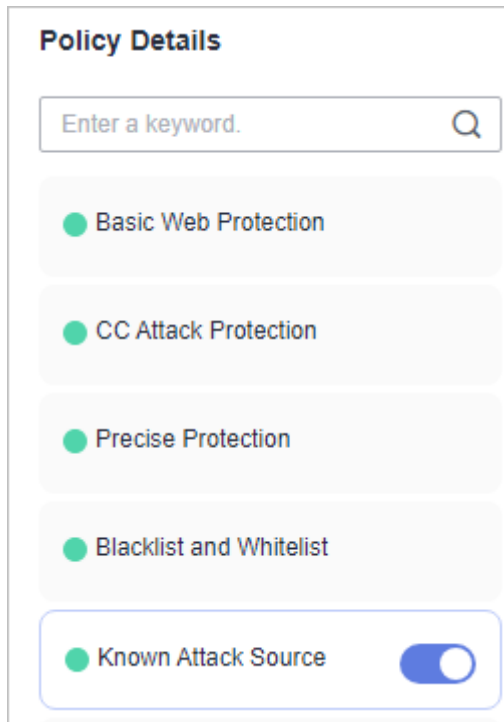 Policy Details
Enter a keyword.
Basic Web Protection
CC Attack Protection
Precise Protection
Blacklist and Whitelist
Known Attack Source